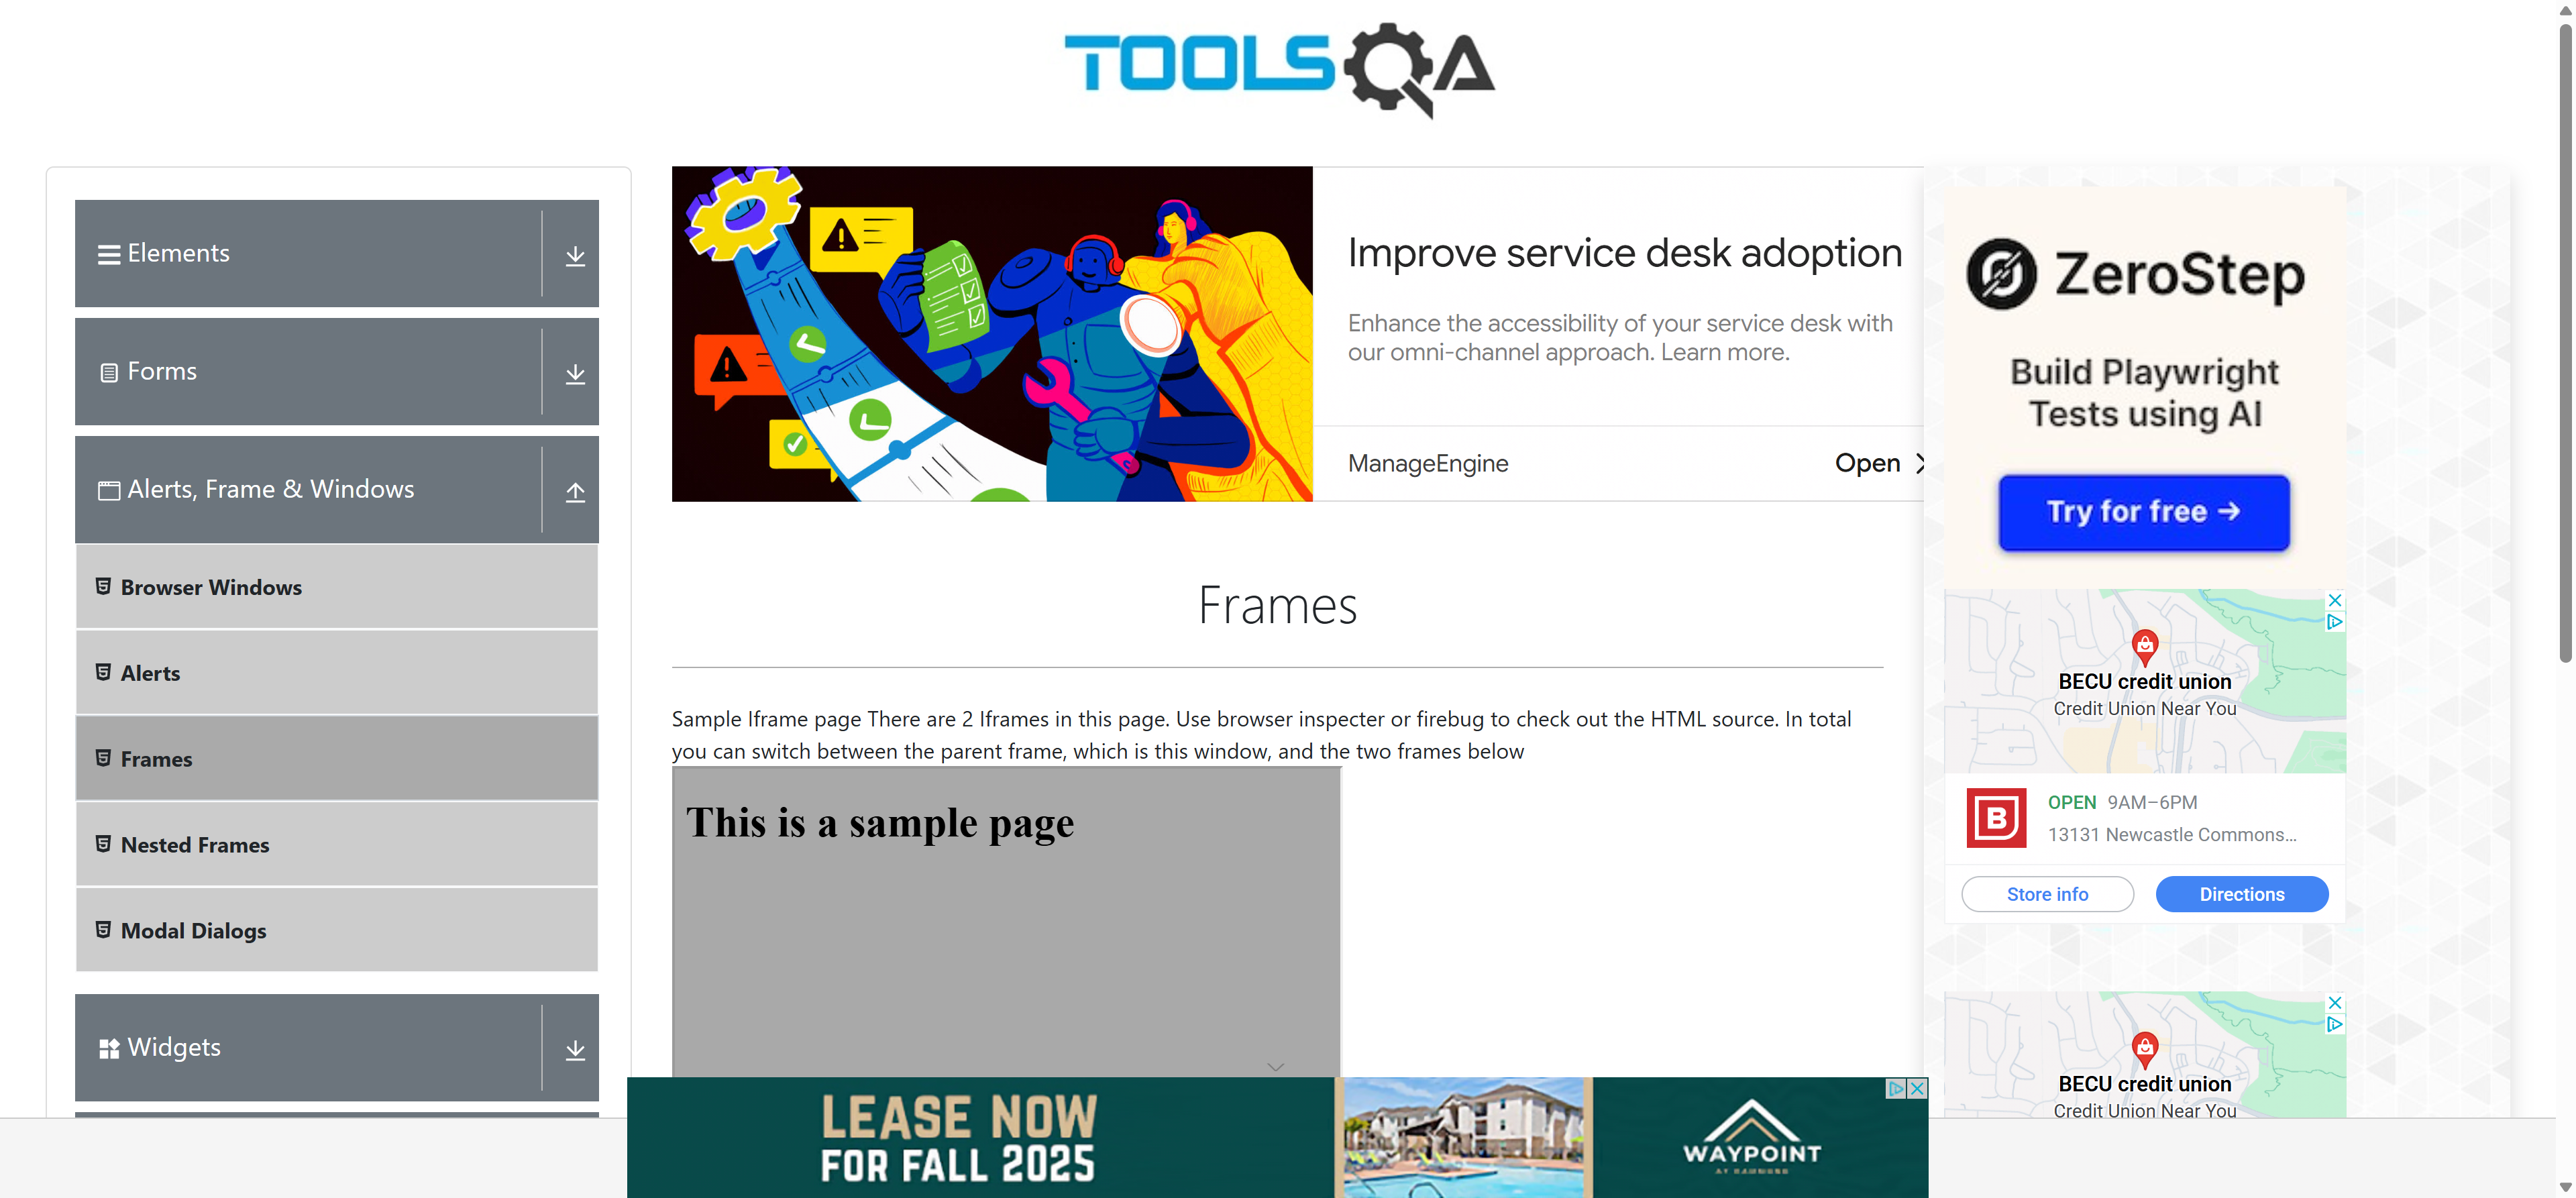 TOOLSQA
Elements
Forms
Alerts, Frame & Windows
Browser Windows
Alerts
Frames
Nested Frames
Modal Dialogs
Widgets
Improve service desk adoption
Enhance the accessibility of your service desk with
our omni-channel approach. Learn more.
ManageEngine
Open
Frames
Sample Iframe page There are 2 Iframes in this page. Use browser inspecter or firebug to check out the HTML source. In total
you can switch between the parent frame, which is this window, and the two frames below
This is a sample page
ZeroStep
Build Playwright
Tests using AI
Try for free →
BECU credit union
Credit Union Near You
B
OPEN 9AM–6PM
13131 Newcastle Commons...
Store info
Directions
BECU credit union
Credit Union Near You
LEASE NOW
FOR FALL 2025
WAYPOINT